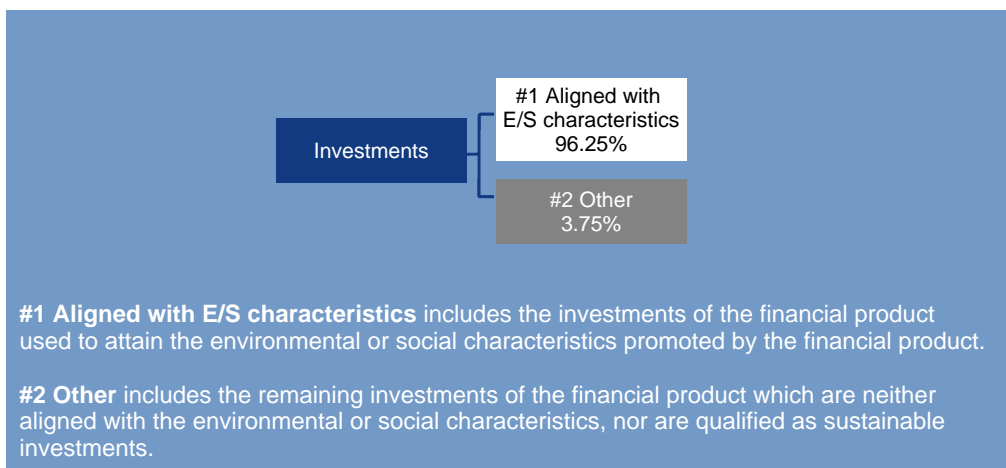 Investments
#1 Aligned with
E/S characteristics
96.25%
#2 Other
3.75%
#1 Aligned with E/S characteristics includes the investments of the financial product
used to attain the environmental or social characteristics promoted by the financial product.
#2 Other includes the remaining investments of the financial product which are neither
aligned with the environmental or social characteristics, nor are qualified as sustainable
investments.